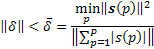 ‖δ‖ < δ̄ = min_p‖s(p)‖² / ‖∑_{p=1}^{p}|s(p)|‖